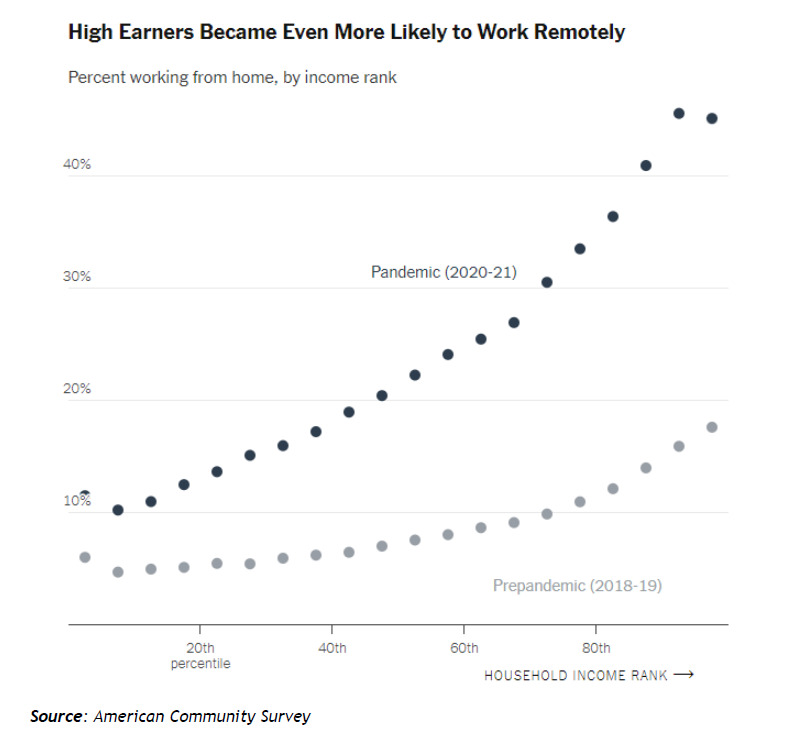 High Earners Became Even More Likely to Work Remotely
Percent working from home, by income rank
40%
Pandemic (2020-21)
30%
20%
10%
Prepandemic (2018-19)
20th
percentile
40th
60th
80th
HOUSEHOLD INCOME RANK →
Source: American Community Survey